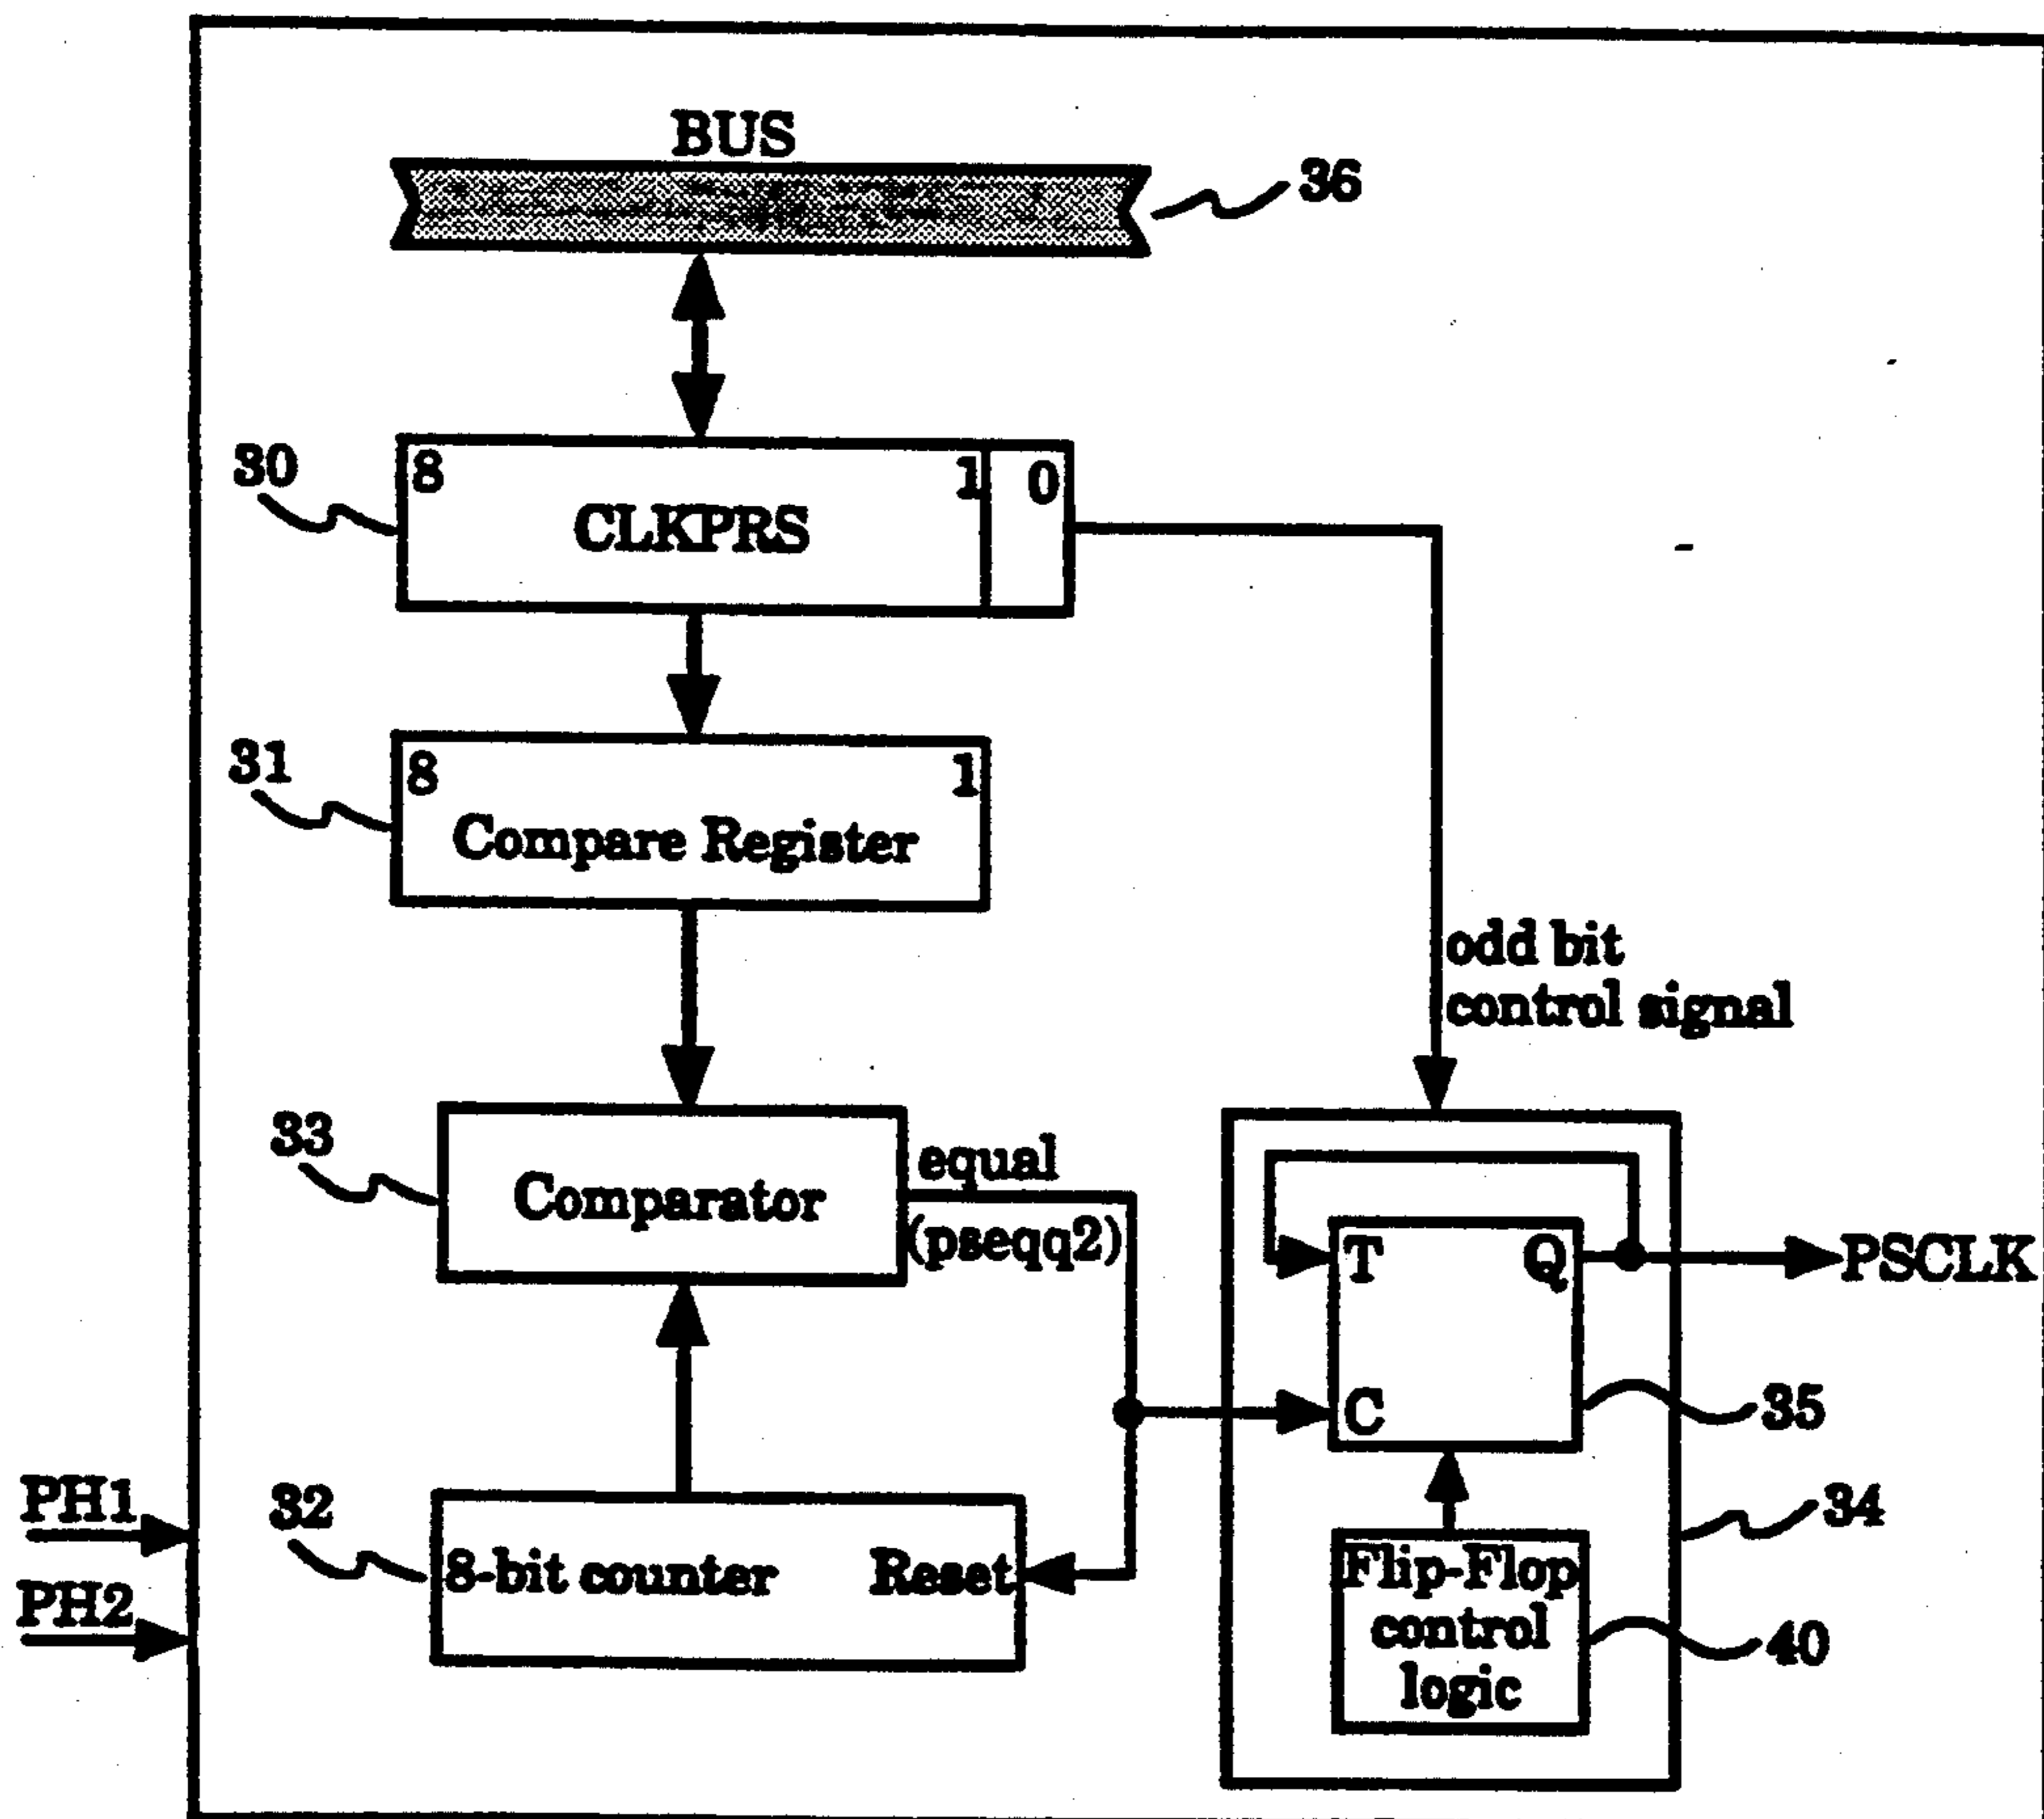 BUS
36
30
8 1 0
CLKPRS
31
8 1
Compare Register
odd bit
control signal
33
Comparator
equal
(pseqq2)
T Q
PSCLK
C
35
PH1
32
34
8-bit counter Reset
PH2
Flip-Flop
control
logic
40